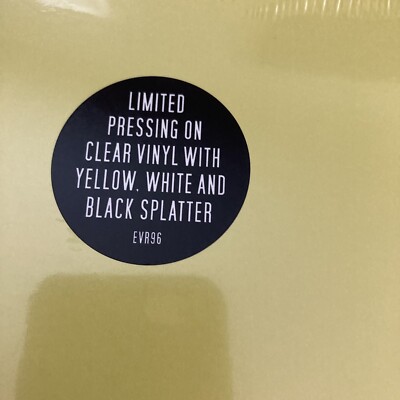 LIMITED
PRESSING ON
CLEAR VINYL WITH
YELLOW, WHITE AND
BLACK SPLATTER
EVR96